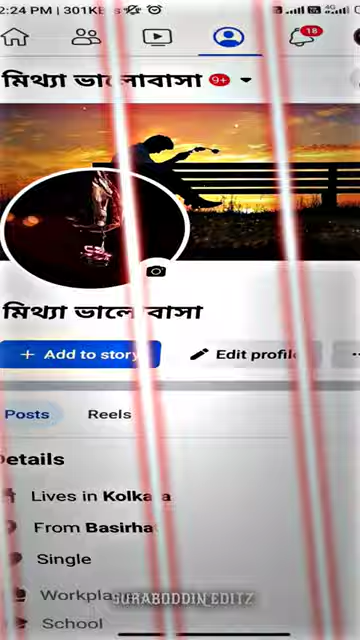 2:24 PM | 301KB
4G
18
মিথ্যা ভালোবাসা 9+
মিথ্যা ভালোবাসা
+ Add to story
Edit profile
Posts Reels
Details
Lives in Kolkata
From Basirhat
Single
Workplace
SURABODDIN_EDITZ
School